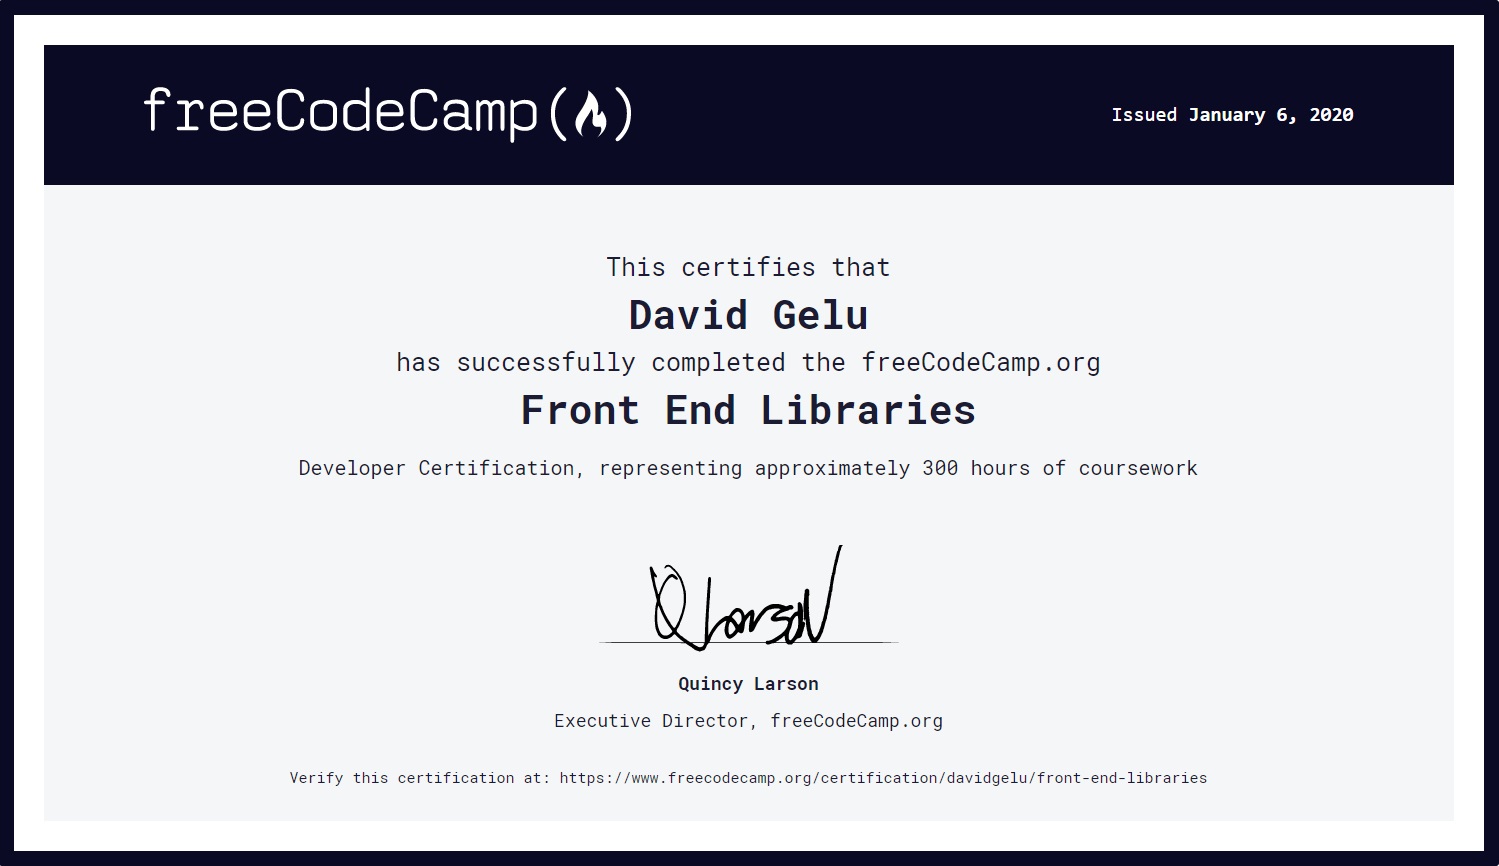 freeCodeCamp
Issued January 6, 2020
This certifies that
David Gelu
has successfully completed the freeCodeCamp.org
Front End Libraries
Developer Certification, representing approximately 300 hours of coursework
Q Larson
Quincy Larson
Executive Director, freeCodeCamp.org
Verify this certification at: https://www.freecodecamp.org/certification/davidgelu/front-end-libraries